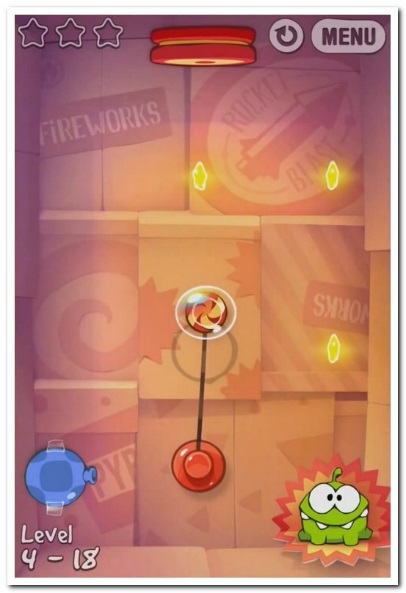 MENU
FIREWORKS
ROCKET
BLAST
WORKS
PYR
Level
4 - 18